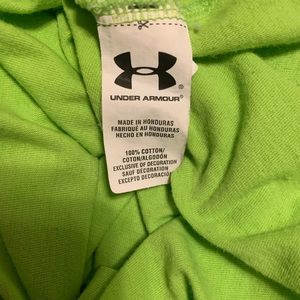 UNDER ARMOUR
MADE IN HONDURAS
FABRIQUÉ AU HONDURAS
HECHO EN HONDURAS
100% COTTON/
COTON/ALGODÓN
EXCLUSIVE OF DECORATION
SAUF DÉCORATION
EXCEPTO DECORACIÓN